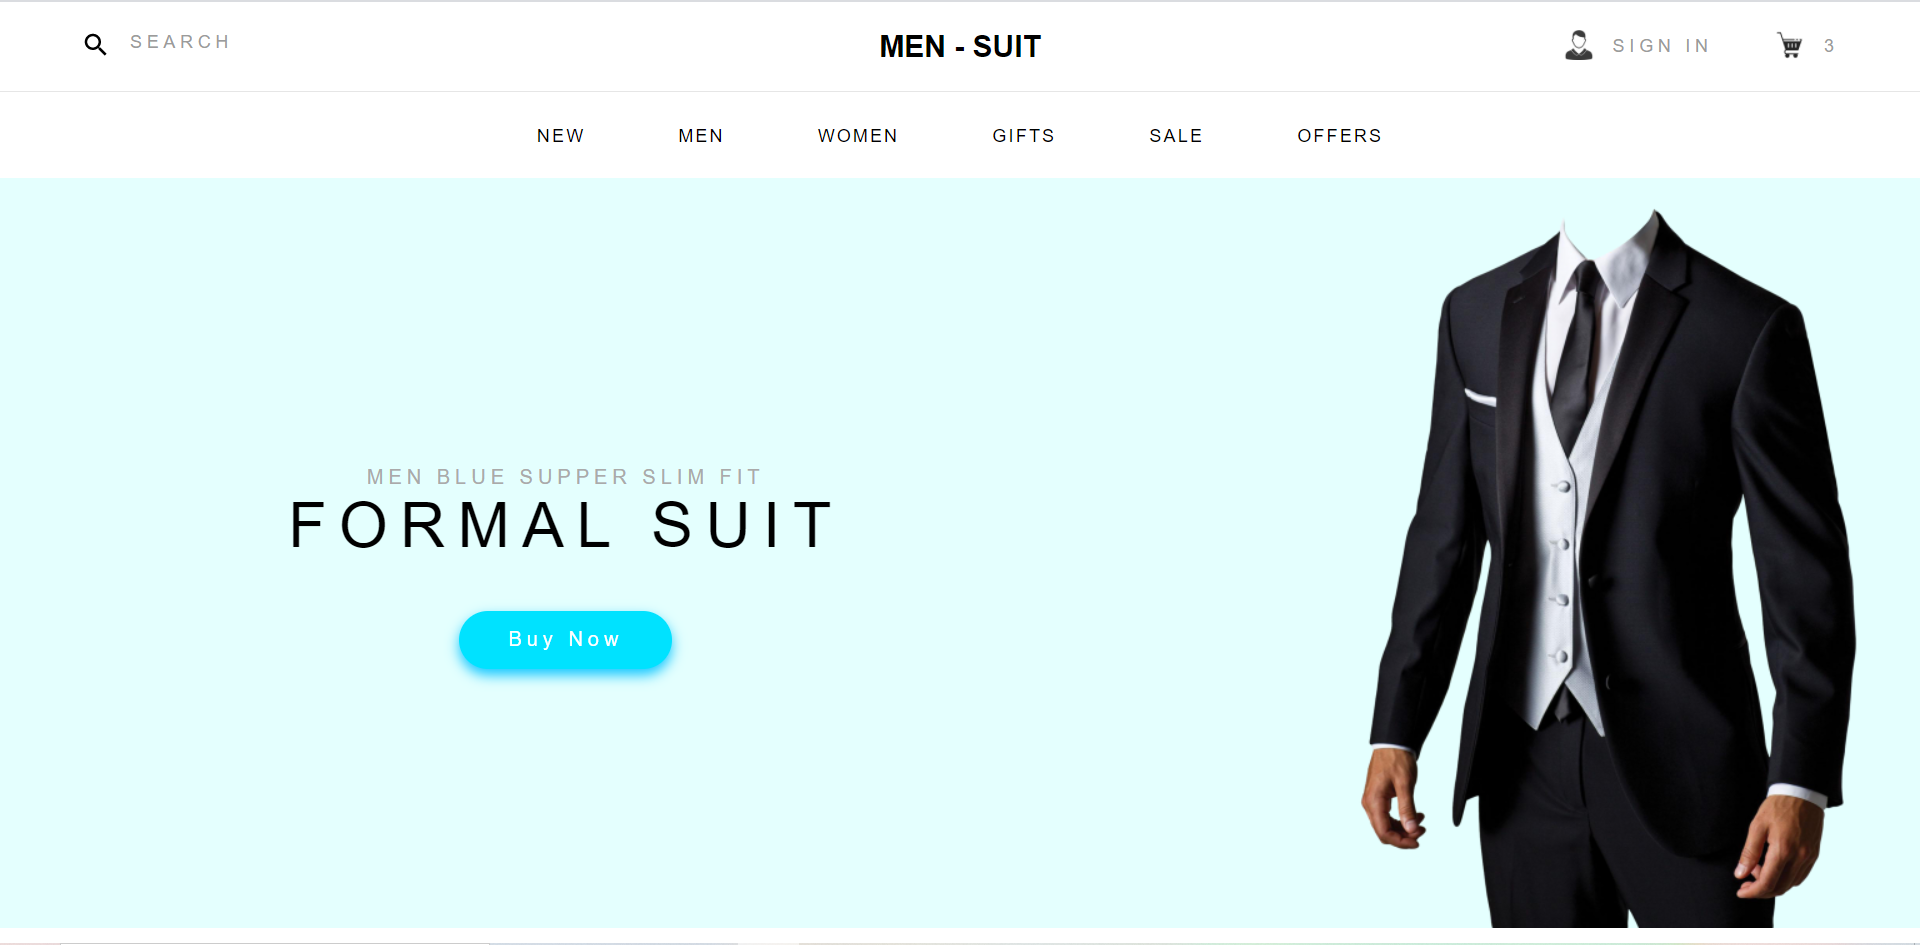 SEARCH
MEN - SUIT
SIGN IN
3
NEW MEN WOMEN GIFTS SALE OFFERS
MEN BLUE SUPPER SLIM FIT
FORMAL SUIT
Buy Now